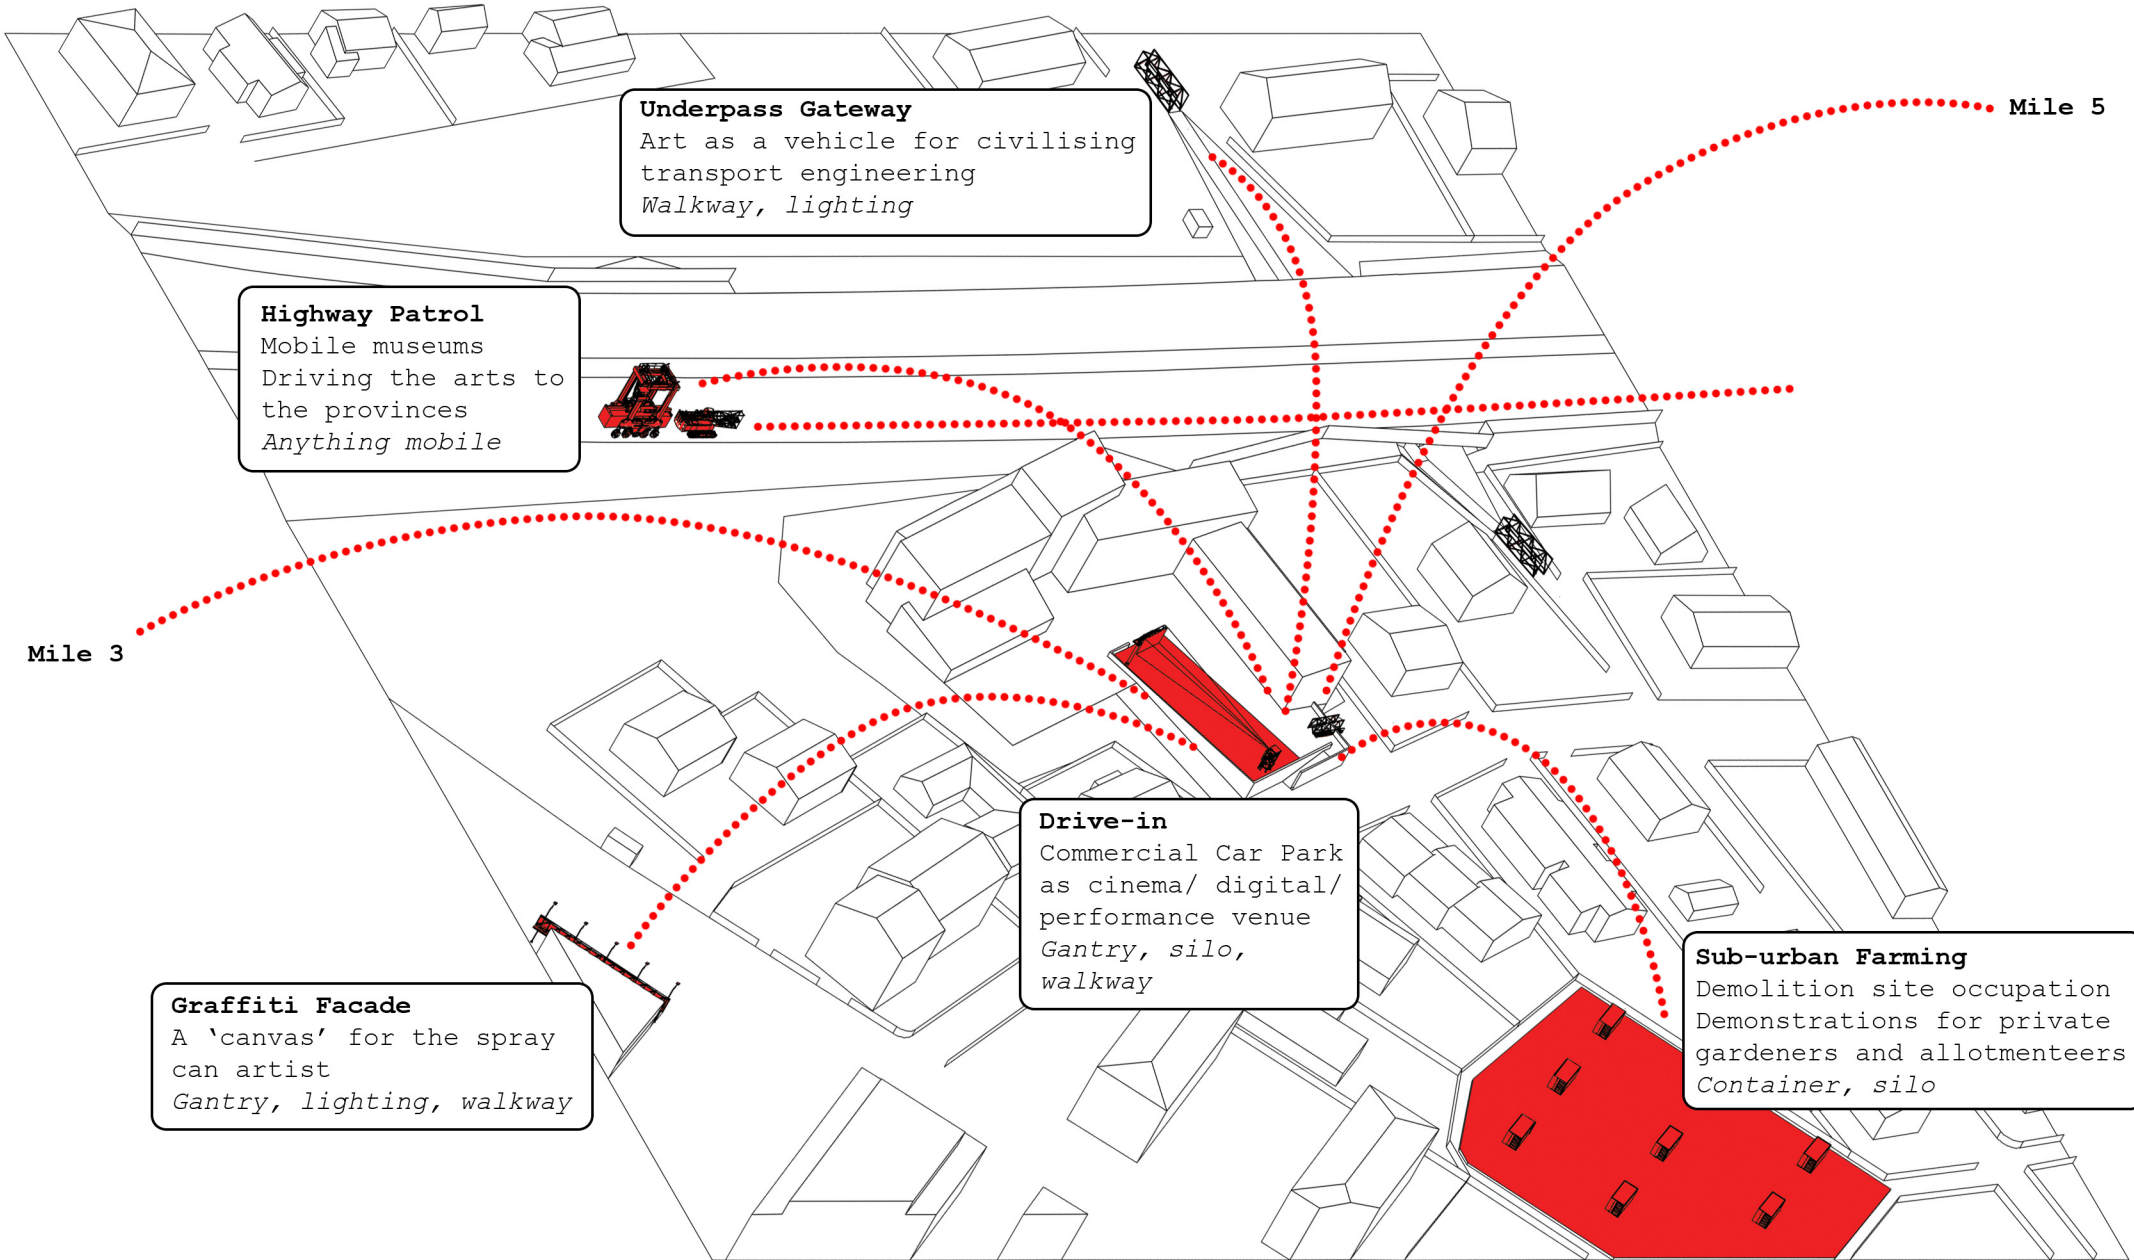 Underpass Gateway
Art as a vehicle for civilising
transport engineering
Walkway, lighting
Mile 5
Highway Patrol
Mobile museums
Driving the arts to
the provinces
Anything mobile
Mile 3
Drive-in
Commercial Car Park
as cinema/ digital/
performance venue
Gantry, silo,
walkway
Sub-urban Farming
Demolition site occupation
Demonstrations for private
gardeners and allotmenteers
Container, silo
Graffiti Facade
A ‘canvas’ for the spray
can artist
Gantry, lighting, walkway